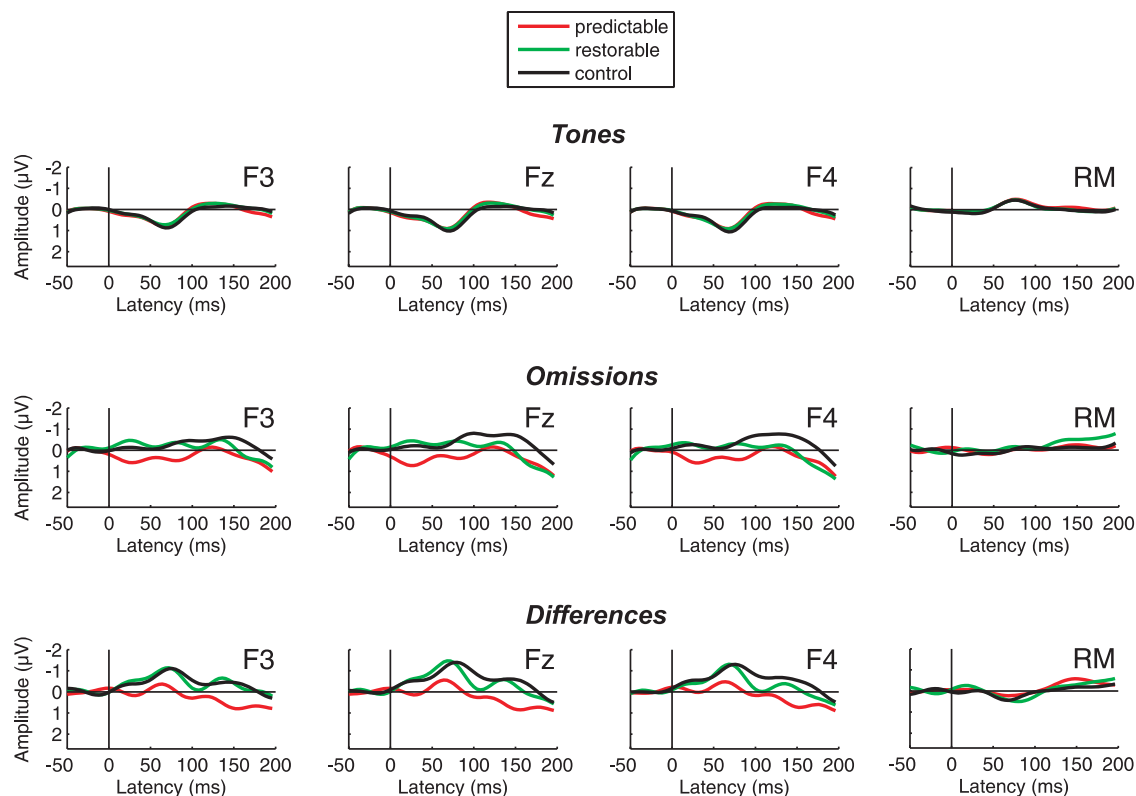 predictable
restorable
control
Tones
F3 Fz F4 RM
Amplitude (µV)
-2
-1
0
1
2
-50 0 50 100 150 200 -50 0 50 100 150 200 -50 0 50 100 150 200 -50 0 50 100 150 200
Latency (ms) Latency (ms) Latency (ms) Latency (ms)
Omissions
F3 Fz F4 RM
Amplitude (µV)
-2
-1
0
1
2
-50 0 50 100 150 200 -50 0 50 100 150 200 -50 0 50 100 150 200 -50 0 50 100 150 200
Latency (ms) Latency (ms) Latency (ms) Latency (ms)
Differences
F3 Fz F4 RM
Amplitude (µV)
-2
-1
0
1
2
-50 0 50 100 150 200 -50 0 50 100 150 200 -50 0 50 100 150 200 -50 0 50 100 150 200
Latency (ms) Latency (ms) Latency (ms) Latency (ms)